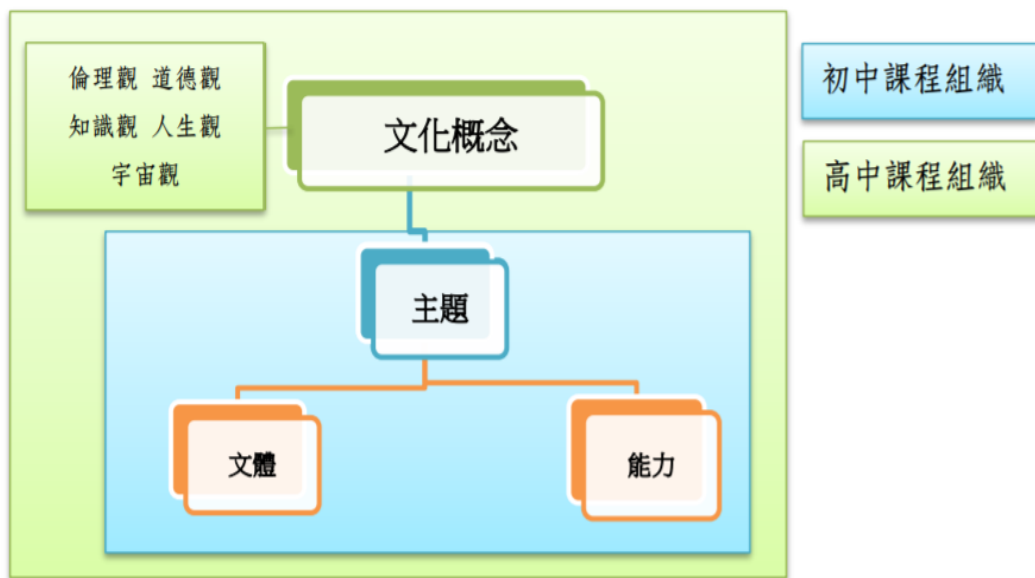 倫理觀 道德觀
知識觀 人生觀
宇宙觀
文化概念
主題
文體
能力
初中課程組織
高中課程組織